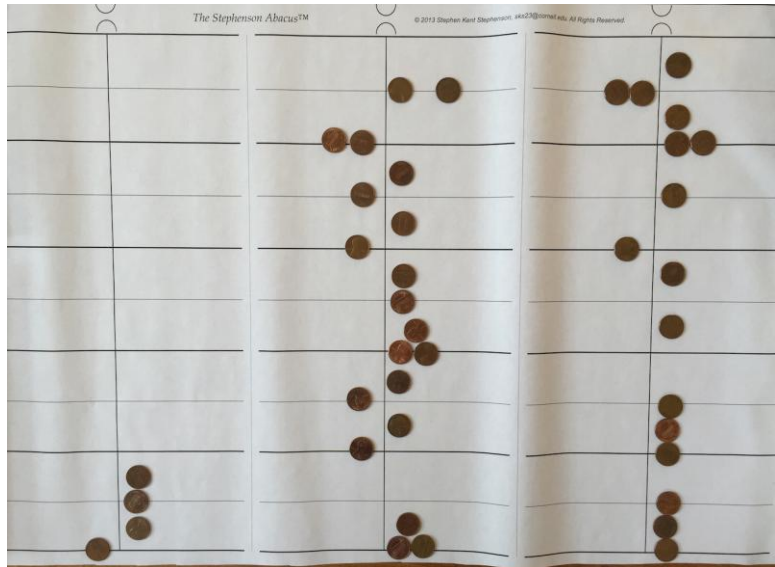 The Stephenson Abacus™
© 2013 Stephen Kent Stephenson, sks23@cornell.edu. All Rights Reserved.